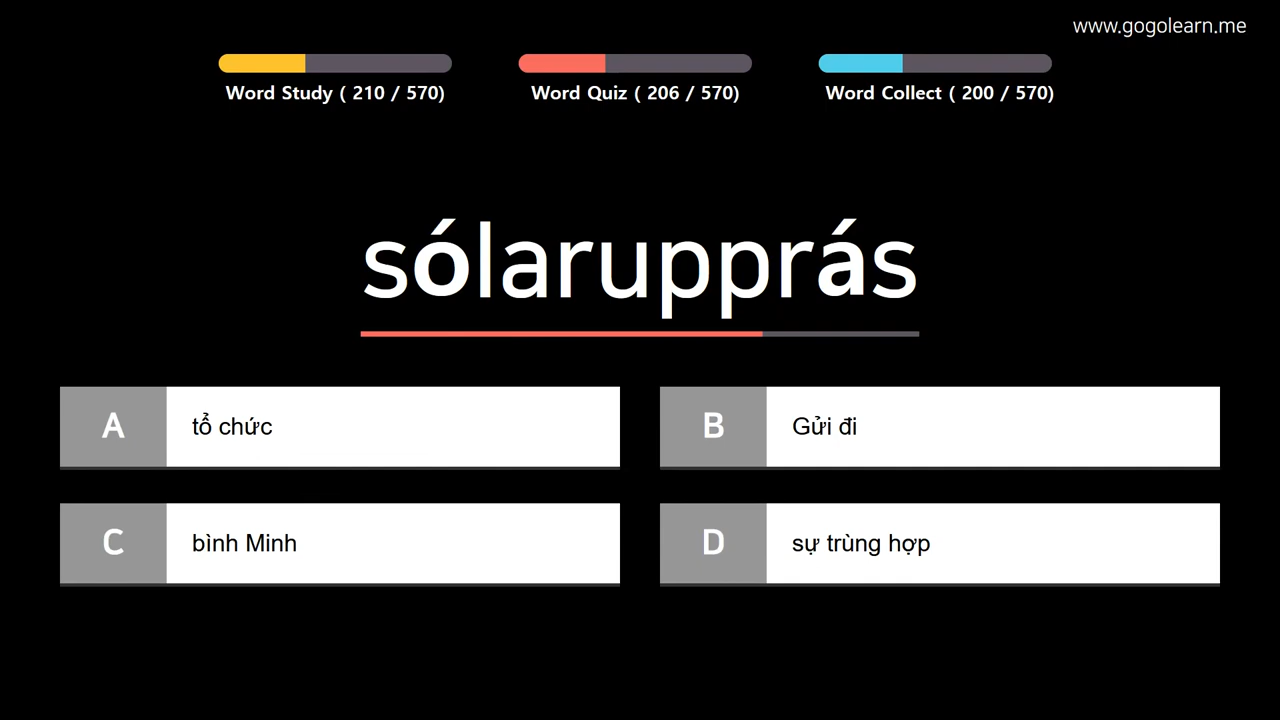 www.gogolearn.me
Word Study ( 210 / 570)
Word Quiz ( 206 / 570)
Word Collect ( 200 / 570)
sólarupprás
A tổ chức
B Gửi đi
C bình Minh
D sự trùng hợp